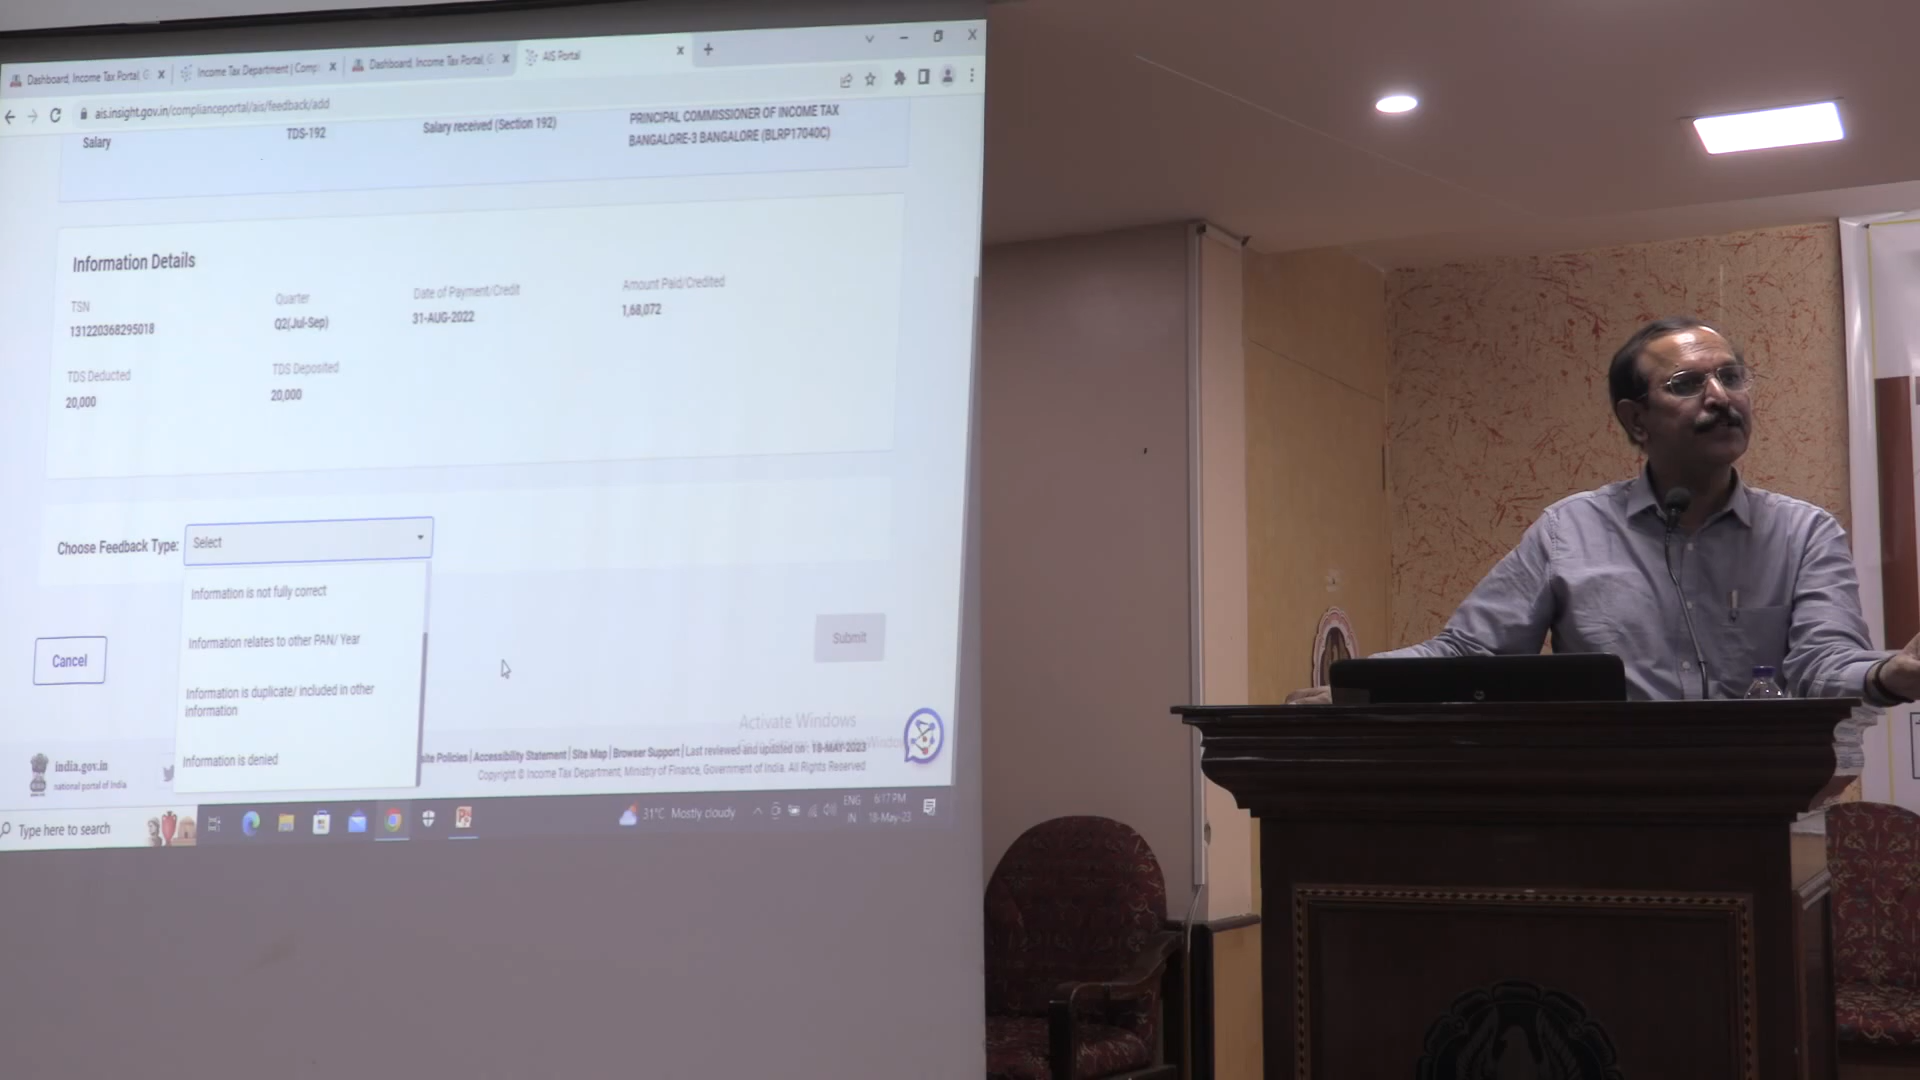 Dashboard, Income Tax Portal, G
Income Tax Department | Comp
Dashboard, Income Tax Portal, G
AIS Portal
ais.insight.gov.in/complianceportal/ais/feedback/add
Salary
TDS-192
Salary received (Section 192)
PRINCIPAL COMMISSIONER OF INCOME TAX
BANGALORE-3 BANGALORE (BLRP17040C)
Information Details
TSN
Quarter
Date of Payment/Credit
Amount Paid/Credited
131220368295018
Q2(Jul-Sep)
31-AUG-2022
1,68,072
TDS Deducted
TDS Deposited
20,000
20,000
Choose Feedback Type:
Select
Information is not fully correct
Information relates to other PAN/ Year
Information is duplicate/ included in other
information
Information is denied
Cancel
Submit
Activate Windows
india.gov.in
national portal of India
site Policies | Accessibility Statement | Site Map | Browser Support | Last reviewed and updated on : 18-MAY-2023
Copyright © Income Tax Department, Ministry of Finance, Government of India. All Rights Reserved
Type here to search
31°C Mostly cloudy
ENG
IN
6:17 PM
18-May-23